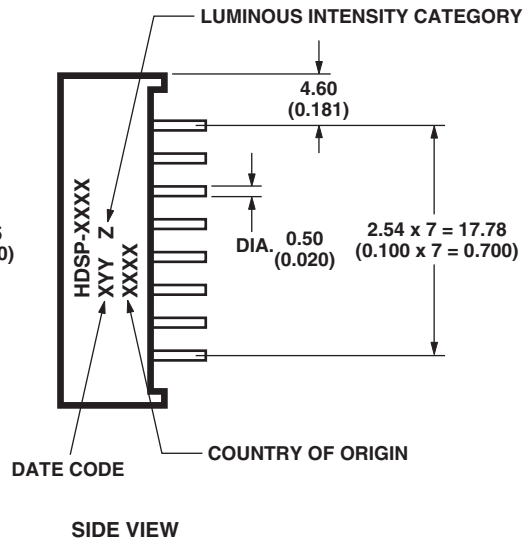 LUMINOUS INTENSITY CATEGORY
4.60
(0.181)
HDSP-XXXX
XYY Z
XXXX
DIA. 0.50
(0.020)
2.54 x 7 = 17.78
(0.100 x 7 = 0.700)
COUNTRY OF ORIGIN
DATE CODE
SIDE VIEW